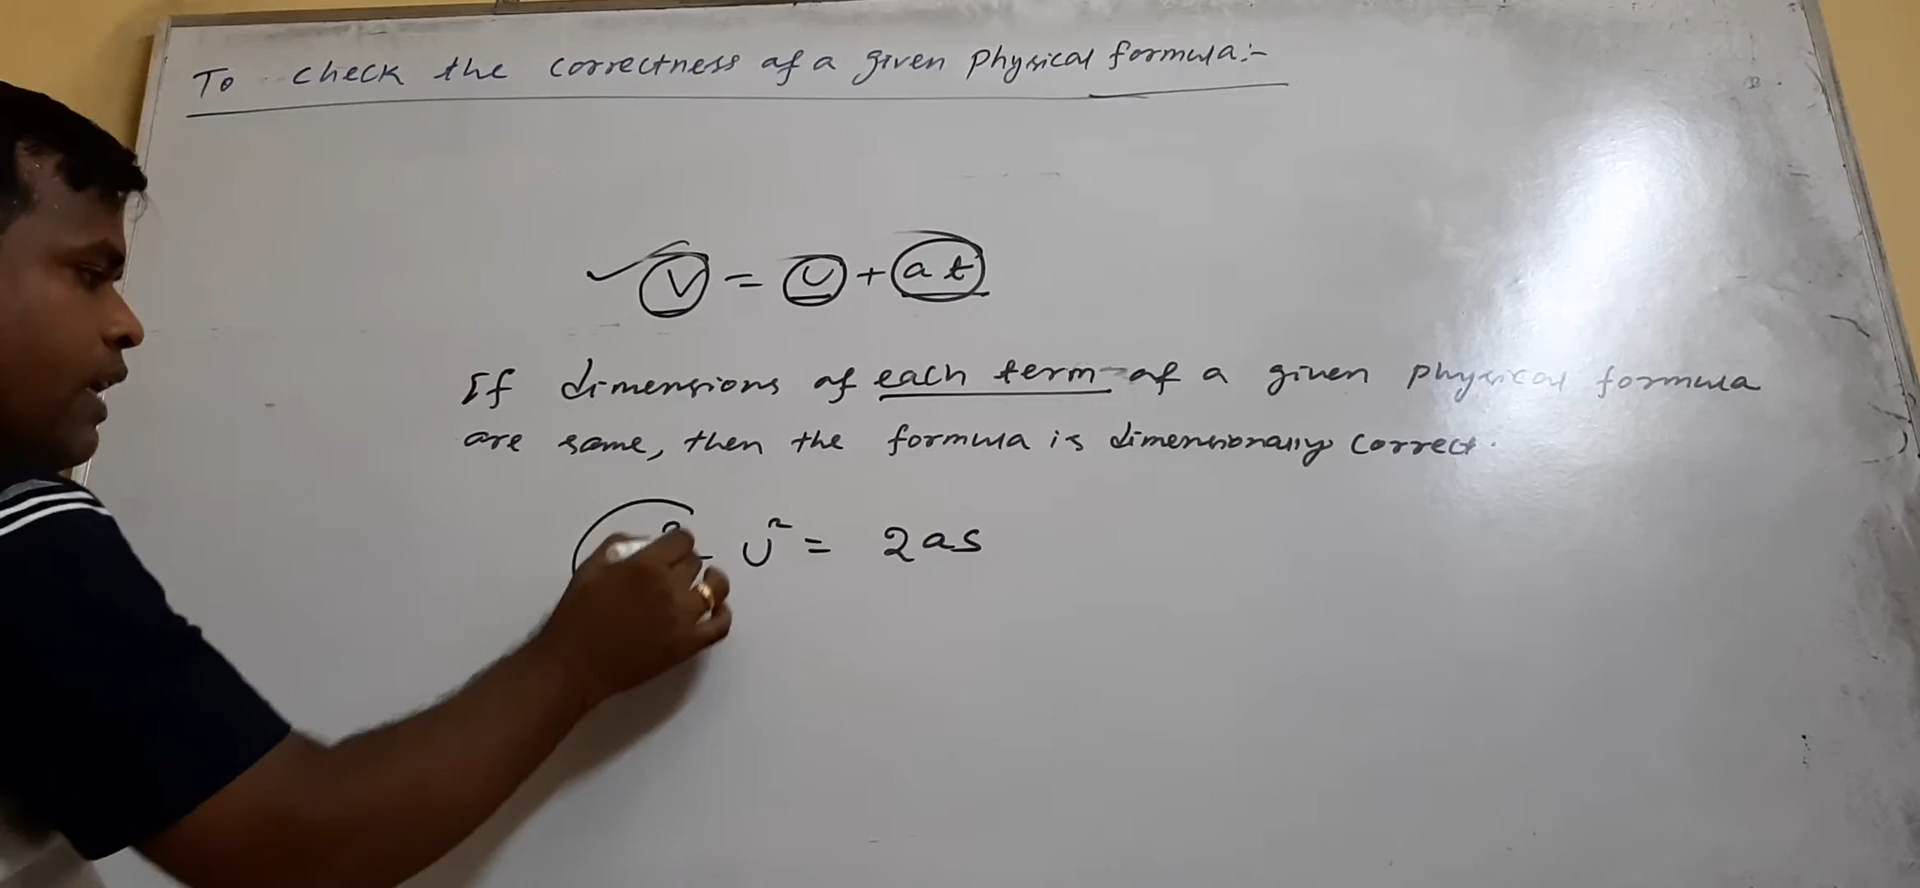 To check the correctness of a given physical formula:-
V = U + at
If dimensions of each term of a given physical formula
are same, then the formula is dimensionally correct.
U² = 2as